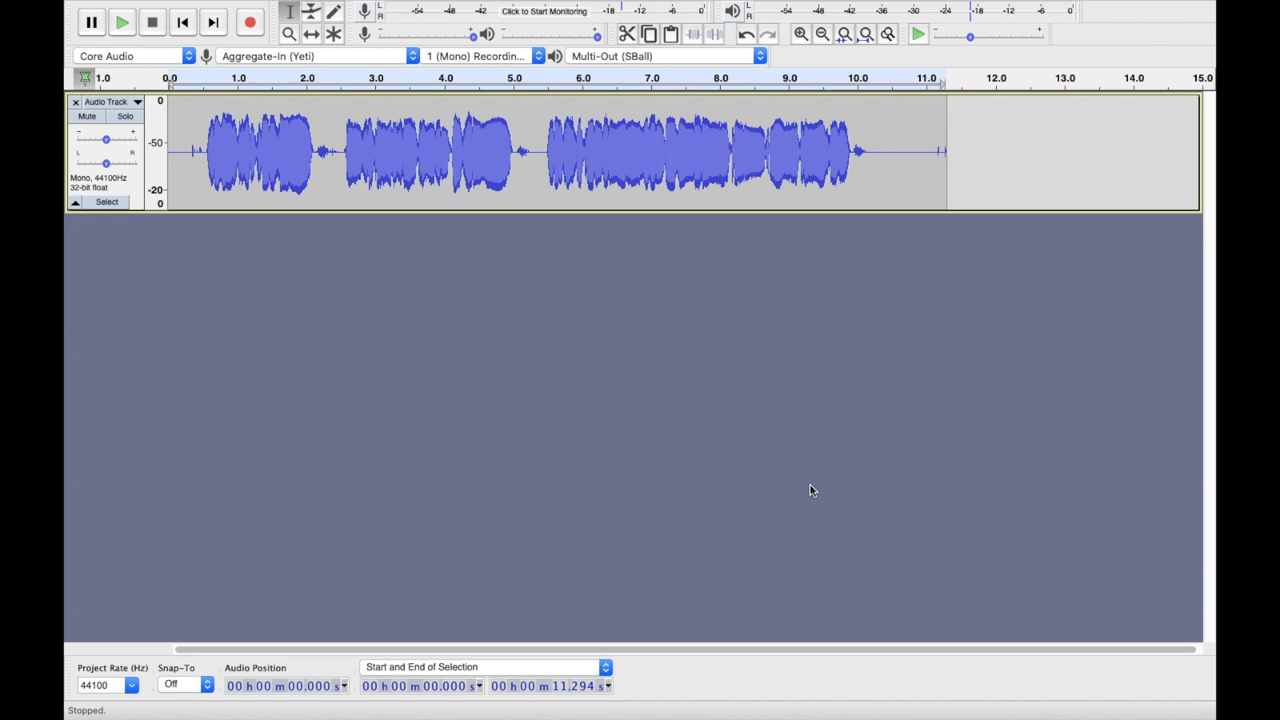 L
R
-54 -48 -42 Click to Start Monitoring -18 -12 -6 0
L
R
-54 -48 -42 -36 -30 -24 -18 -12 -6 0
- +
- +
- +
Core Audio
Aggregate-In (Yeti)
1 (Mono) Recordin...
Multi-Out (SBall)
1.0 0.0 1.0 2.0 3.0 4.0 5.0 6.0 7.0 8.0 9.0 10.0 11.0 12.0 13.0 14.0 15.0
Audio Track
Mute Solo
- +
L R
Mono, 44100Hz
32-bit float
Select
0
-50
-20
0
Project Rate (Hz) Snap-To Audio Position Start and End of Selection
44100 Off 00 h 00 m 00.000 s 00 h 00 m 00.000 s 00 h 00 m 11.294 s
Stopped.